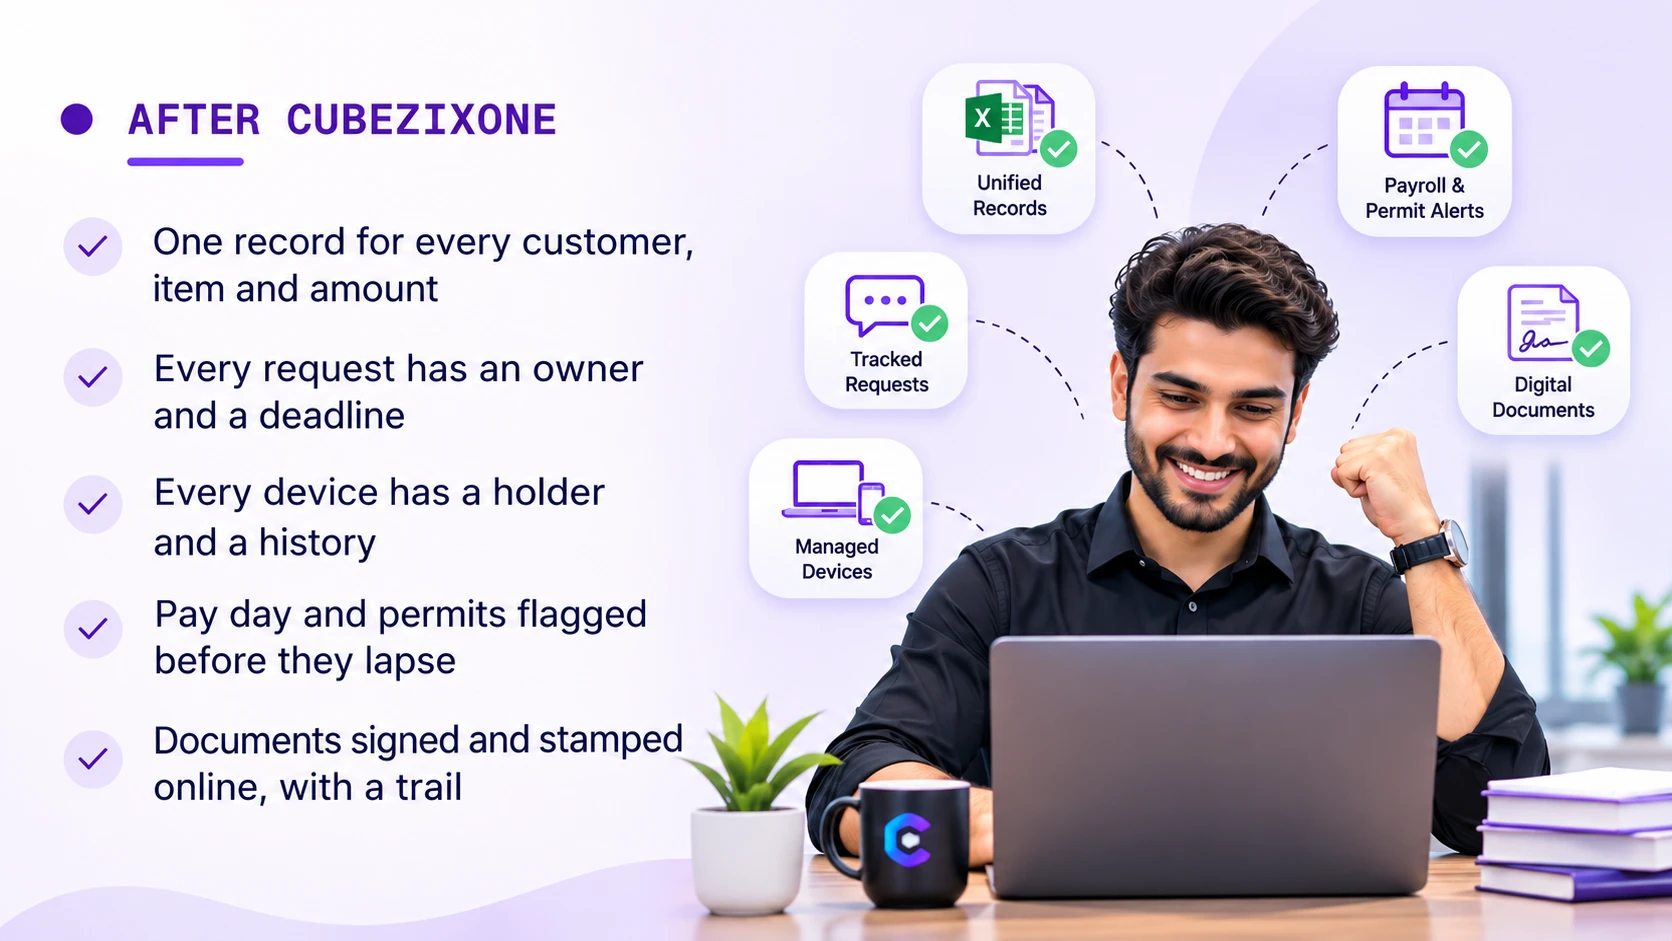 AFTER CUBEZIXONE
One record for every customer,
item and amount
Every request has an owner
and a deadline
Every device has a holder
and a history
Pay day and permits flagged
before they lapse
Documents signed and stamped
online, with a trail
X
Unified
Records
Payroll &
Permit Alerts
Tracked
Requests
Digital
Documents
Managed
Devices